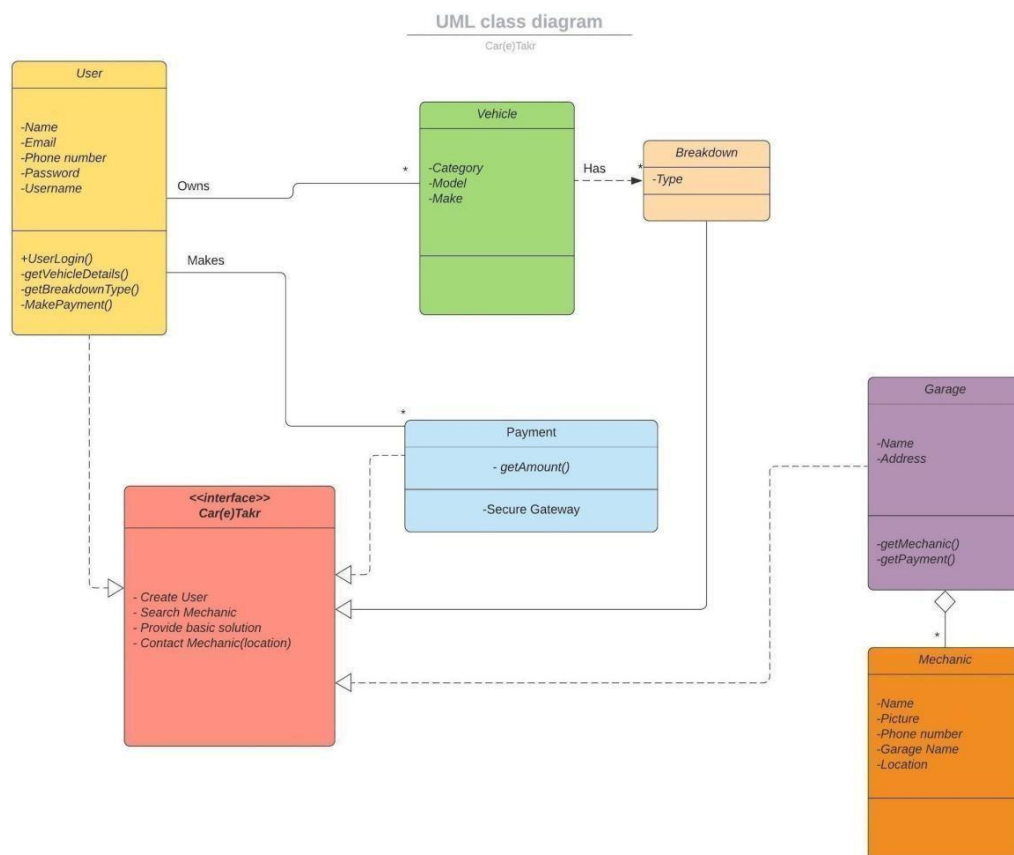 UML class diagram
Car(e)Takr
User
-Name
-Email
-Phone number
-Password
-Username
+UserLogin()
-getVehicleDetails()
-getBreakdownType()
-MakePayment()
Owns
*
Vehicle
-Category
-Model
-Make
Has
*
Breakdown
-Type
Makes
*
Payment
- getAmount()
-Secure Gateway
<<interface>>
Car(e)Takr
- Create User
- Search Mechanic
- Provide basic solution
- Contact Mechanic(location)
Garage
-Name
-Address
-getMechanic()
-getPayment()
*
Mechanic
-Name
-Picture
-Phone number
-Garage Name
-Location